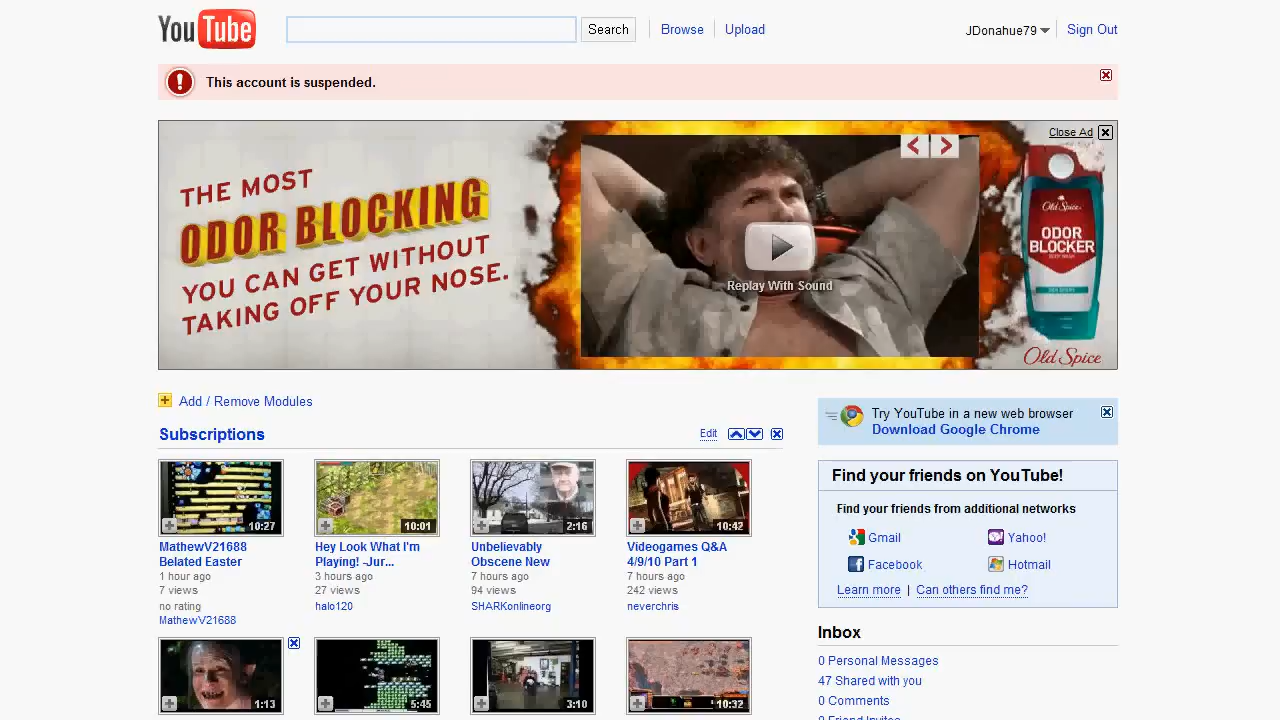 YouTube
Search
Browse
Upload
JDonahue79
Sign Out
This account is suspended.
Close Ad
THE MOST
ODOR BLOCKING
YOU CAN GET WITHOUT
TAKING OFF YOUR NOSE.
Replay With Sound
Old Spice
ODOR
BLOCKER
BODY WASH
Old Spice
Add / Remove Modules
Subscriptions
Edit
10:27
10:01
2:16
10:42
MathewV21688
Belated Easter
1 hour ago
7 views
no rating
MathewV21688
Hey Look What I'm
Playing! -Jur...
3 hours ago
27 views
halo120
Unbelievably
Obscene New
7 hours ago
94 views
SHARKonlineorg
Videogames Q&A
4/9/10 Part 1
7 hours ago
242 views
neverchris
1:13
5:45
3:10
10:32
Try YouTube in a new web browser
Download Google Chrome
Find your friends on YouTube!
Find your friends from additional networks
Gmail
Yahoo!
Facebook
Hotmail
Learn more | Can others find me?
Inbox
0 Personal Messages
47 Shared with you
0 Comments
0 Friend Invites